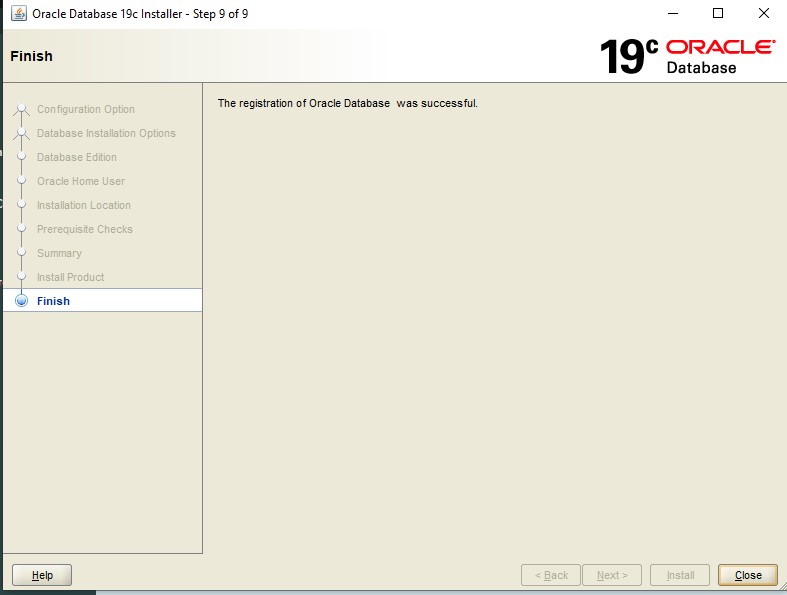 Oracle Database 19c Installer - Step 9 of 9
Finish
19c ORACLE
Database
Configuration Option
Database Installation Options
Database Edition
Oracle Home User
Installation Location
Prerequisite Checks
Summary
Install Product
Finish
The registration of Oracle Database  was successful.
Help
< Back
Next >
Install
Close